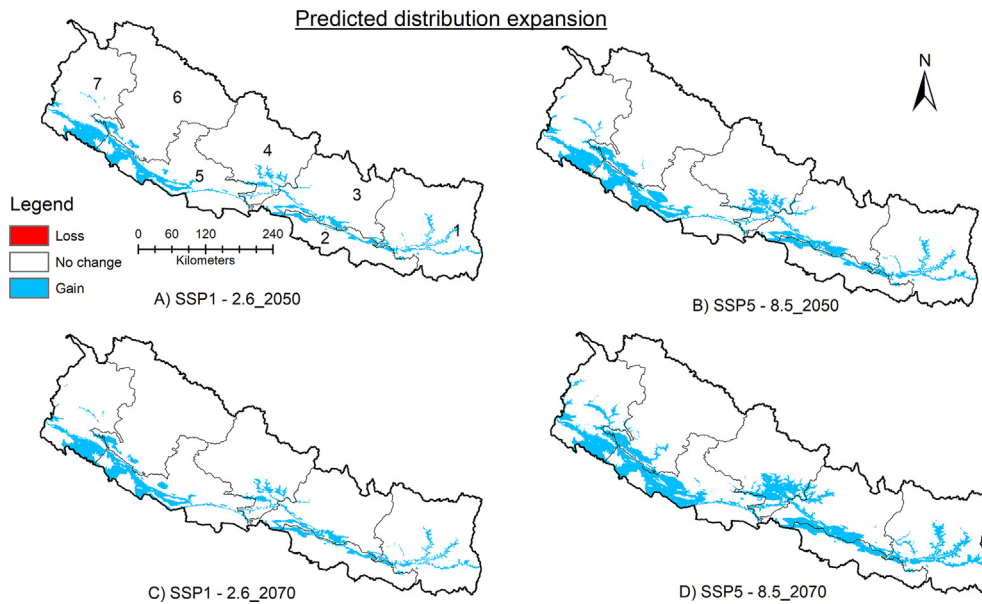 Predicted distribution expansion
N
7
6
4
5
3
2
1
Legend
Loss
No change
Gain
0 60 120 240
Kilometers
A) SSP1 - 2.6_2050
B) SSP5 - 8.5_2050
C) SSP1 - 2.6_2070
D) SSP5 - 8.5_2070